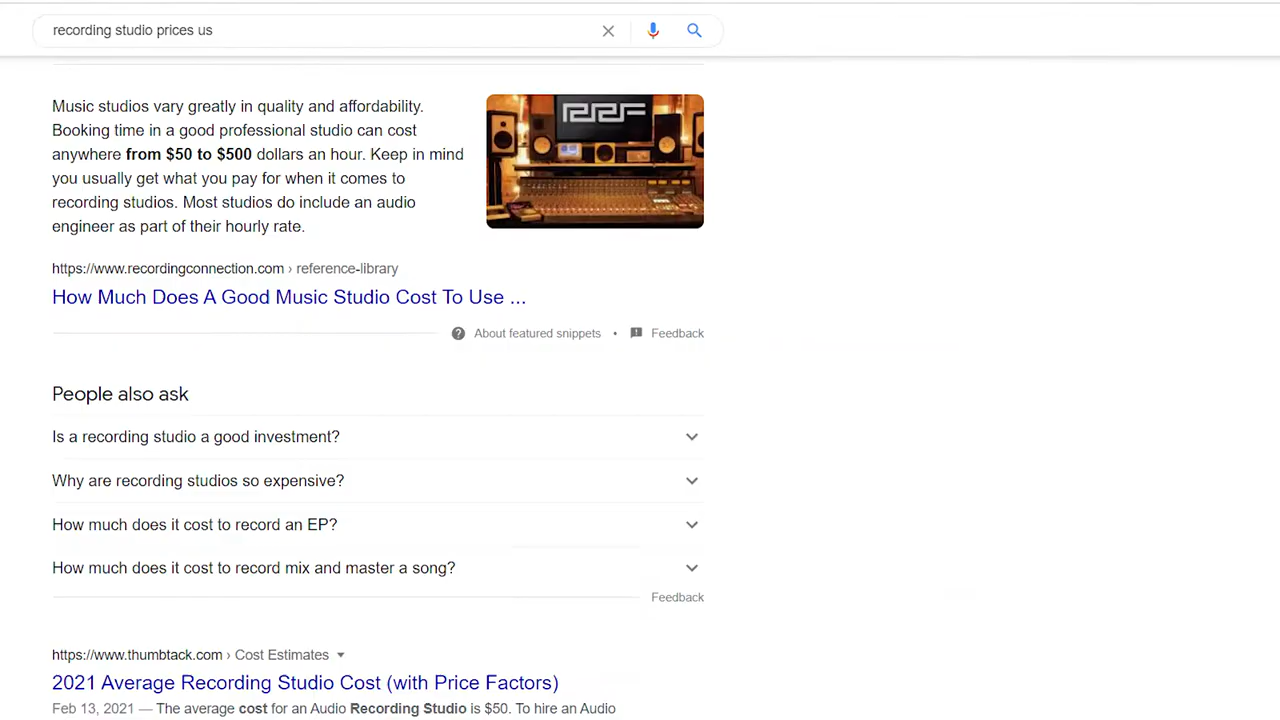 recording studio prices us
Music studios vary greatly in quality and affordability.
Booking time in a good professional studio can cost
anywhere from $50 to $500 dollars an hour. Keep in mind
you usually get what you pay for when it comes to
recording studios. Most studios do include an audio
engineer as part of their hourly rate.
RRF
https://www.recordingconnection.com › reference-library
How Much Does A Good Music Studio Cost To Use ...
About featured snippets • Feedback
People also ask
Is a recording studio a good investment?
Why are recording studios so expensive?
How much does it cost to record an EP?
How much does it cost to record mix and master a song?
Feedback
https://www.thumbtack.com › Cost Estimates
2021 Average Recording Studio Cost (with Price Factors)
Feb 13, 2021 — The average cost for an Audio Recording Studio is $50. To hire an Audio